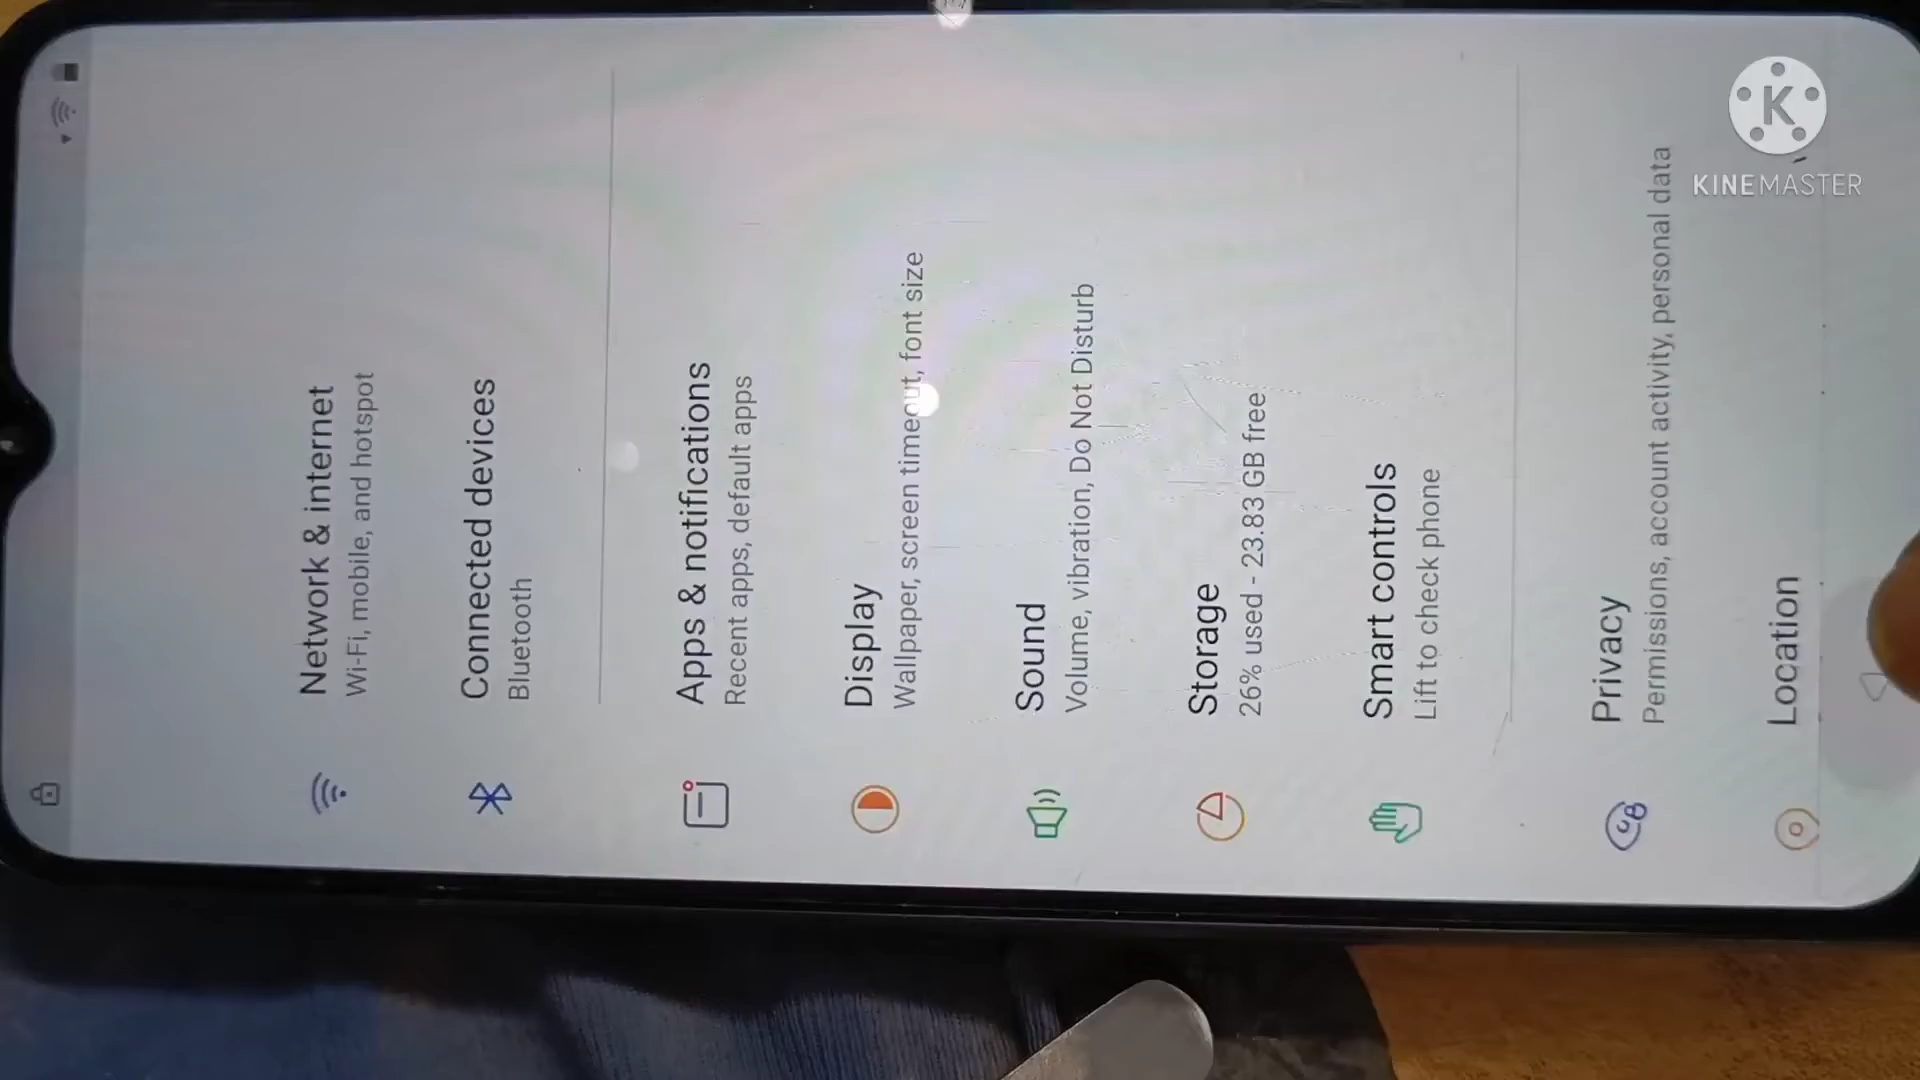 Network & internet
Wi-Fi, mobile, and hotspot
Connected devices
Bluetooth
Apps & notifications
Recent apps, default apps
Display
Wallpaper, screen timeout, font size
Sound
Volume, vibration, Do Not Disturb
Storage
26% used - 23.83 GB free
Smart controls
Lift to check phone
Privacy
Permissions, account activity, personal data
Location
K
KINEMASTER